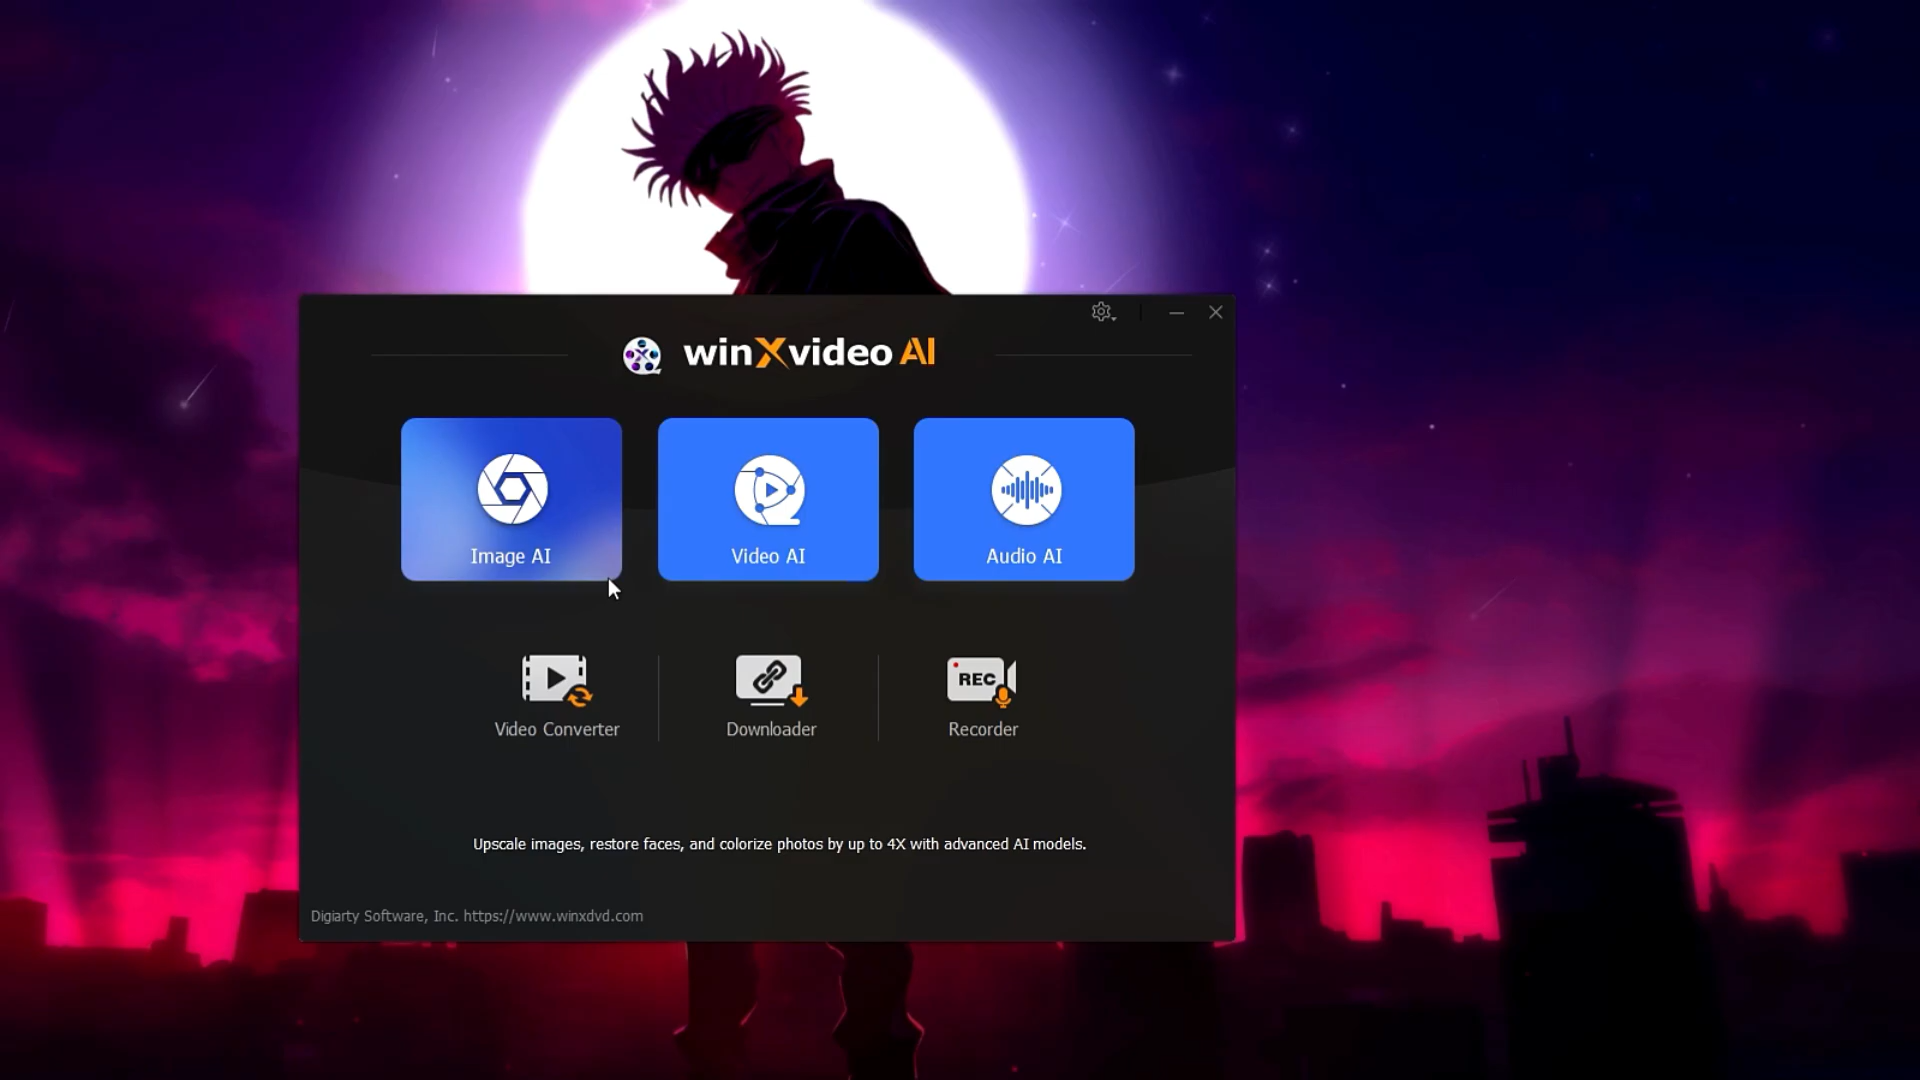 winXvideo AI
Image AI
Video AI
Audio AI
REC
Video Converter
Downloader
Recorder
Upscale images, restore faces, and colorize photos by up to 4X with advanced AI models.
Digiarty Software, Inc. https://www.winxdvd.com